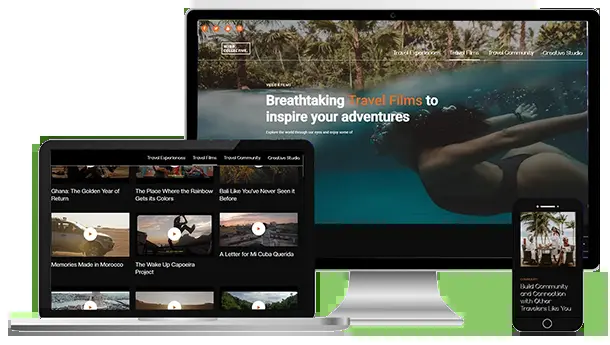 Travel Experiences Travel Films Travel Community Creative Studio
Breathtaking Travel Films to
inspire your adventures
Explore the world through our eyes and enjoy some of
Travel Experiences Travel Films Travel Community Creative Studio
Ghana: The Golden Year of
Return
The Place Where the Rainbow
Gets its Colors
Bali Like You've Never Seen it
Before
Memories Made in Morocco
The Wake Up Capoeira
Project
A Letter for Mi Cuba Querida
Build Community
and Connection
with Other
Travelers Like You